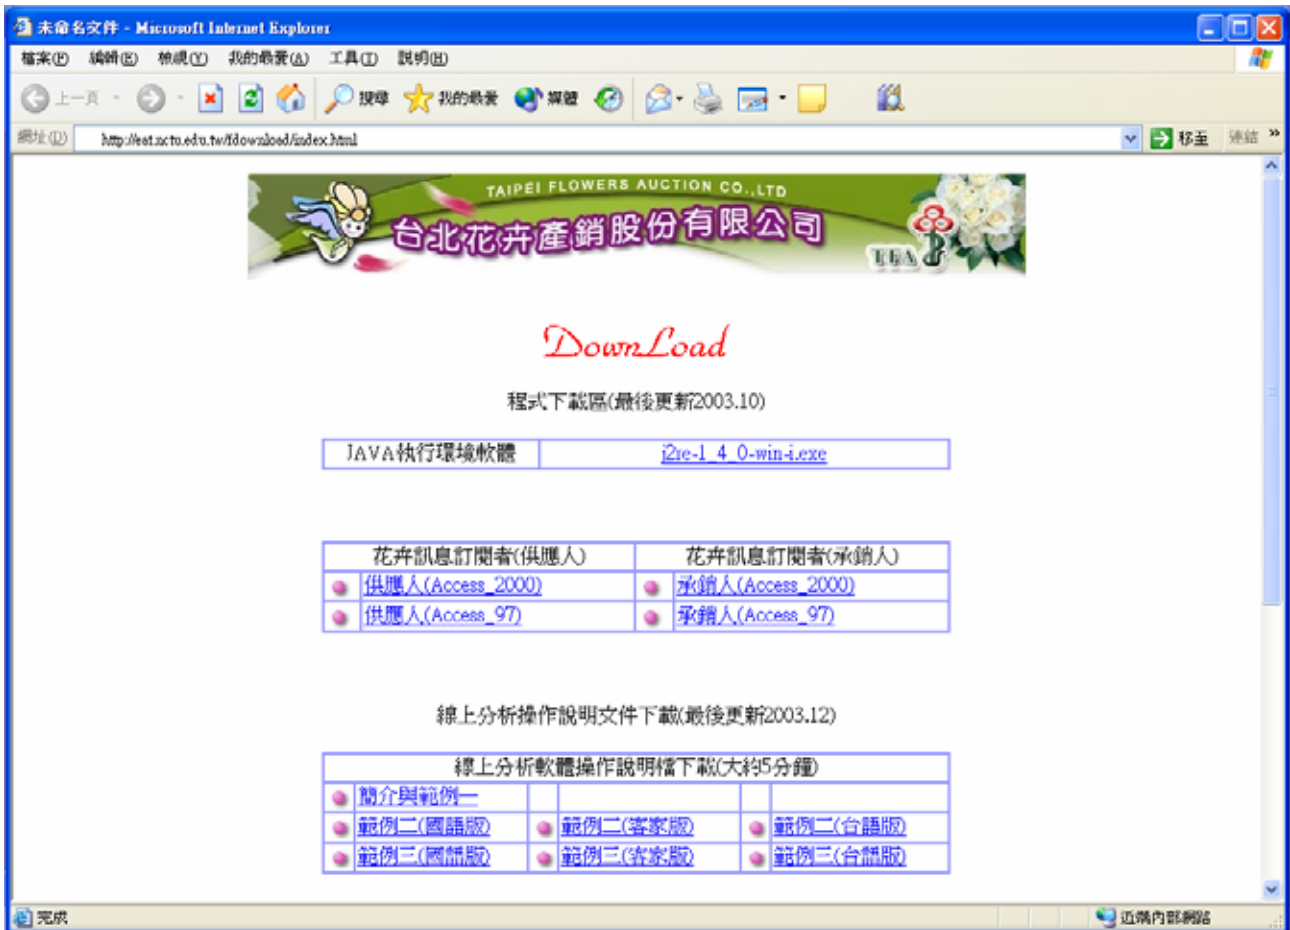 未命名文件 - Microsoft Internet Explorer
檔案(F) 編輯(E) 檢視(V) 我的最愛(A) 工具(T) 說明(H)
上一頁 搜尋 我的最愛 媒體
網址(D) http://eat.nctu.edu.tw/fdownload/index.html 移至 連結 »
TAIPEI FLOWERS AUCTION CO.,LTD
台北花卉產銷股份有限公司
DownLoad
程式下載區(最後更新2003.10)
JAVA執行環境軟體 j2re-1_4_0-win-i.exe
花卉訊息訂閱者(供應人) 花卉訊息訂閱者(承銷人)
供應人(Access_2000) 承銷人(Access_2000)
供應人(Access_97) 承銷人(Access_97)
線上分析操作說明文件下載(最後更新2003.12)
線上分析軟體操作說明檔下載(大約5分鐘)
簡介與範例一
範例二(國語版) 範例二(客家版) 範例二(台語版)
範例三(國語版) 範例三(客家版) 範例三(台語版)
完成 近端內部網路